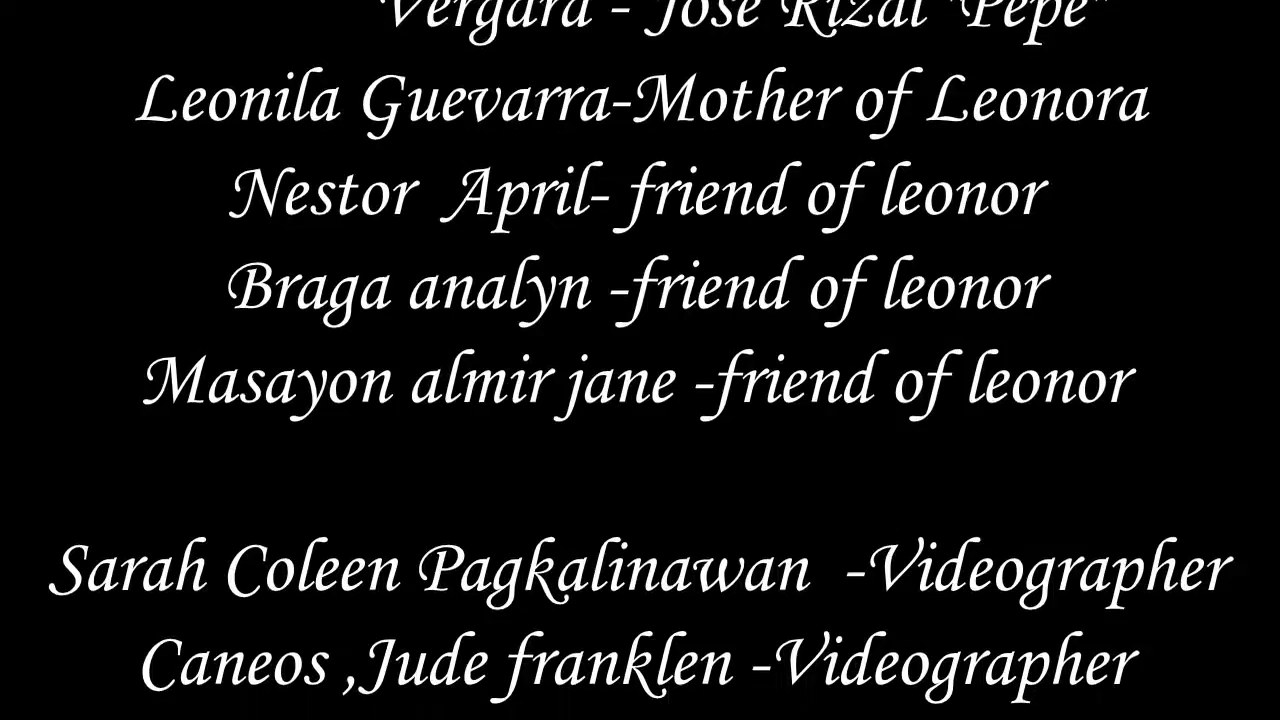 Vergara - Jose Rizal "Pepe"
Leonila Guevarra-Mother of Leonora
Nestor April- friend of leonor
Braga analyn -friend of leonor
Masayon almir jane -friend of leonor
Sarah Coleen Pagkalinawan -Videographer
Caneos ,Jude franklen -Videographer